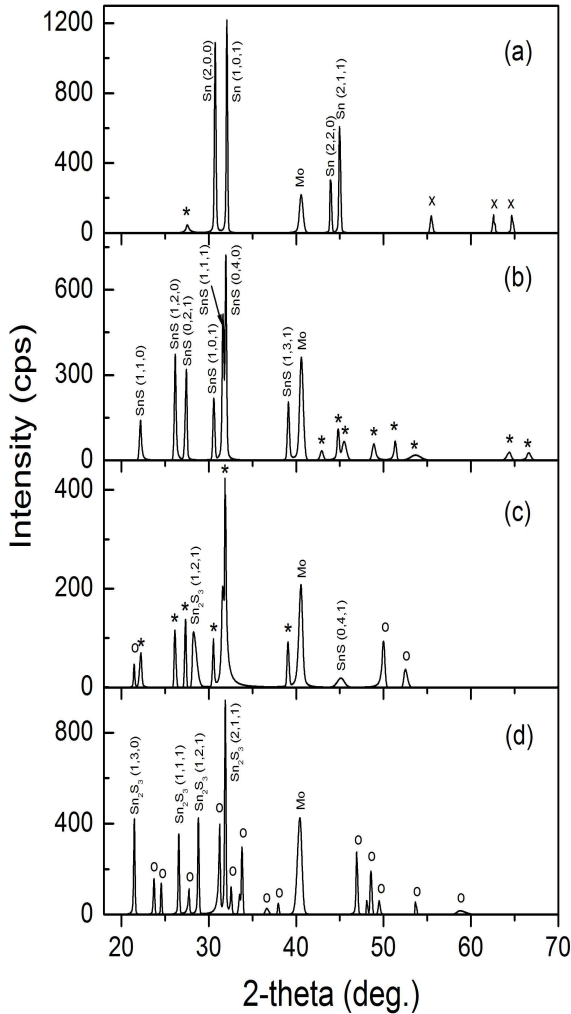 Intensity (cps)
1200
800
400
0
(a)
*
Sn (2,0,0)
Sn (1,0,1)
Mo
Sn (2,2,0)
Sn (2,1,1)
x
x
x
600
300
0
(b)
SnS (1,1,0)
SnS (1,2,0)
SnS (0,2,1)
SnS (1,0,1)
SnS (1,1,1)
SnS (0,4,0)
SnS (1,3,1)
Mo
*
*
*
*
*
*
*
*
400
200
0
(c)
o
*
*
*
Sn₂S₃ (1,2,1)
*
*
*
Mo
SnS (0,4,1)
o
o
800
400
0
(d)
Sn₂S₃ (1,3,0)
o
o
Sn₂S₃ (1,1,1)
o
Sn₂S₃ (1,2,1)
o
Sn₂S₃ (2,1,1)
o
o
o
o
Mo
o
o
o
o
o
20 30 40 50 60 70
2-theta (deg.)